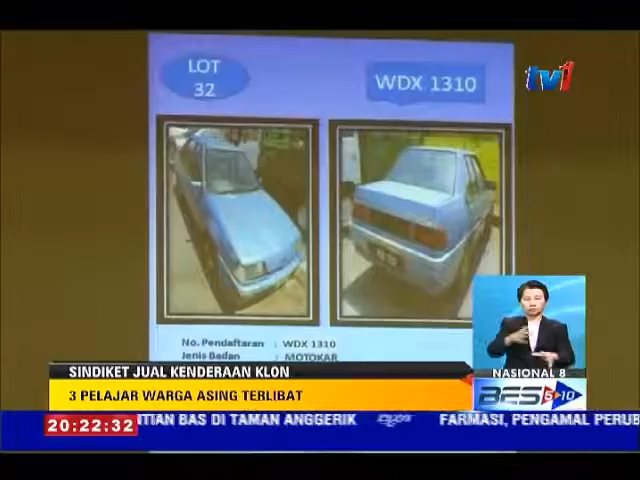 LOT
32
WDX 1310
tv1
No. Pendaftaran : WDX 1310
Jenis Badan : MOTOKAR
SINDIKET JUAL KENDERAAN KLON
3 PELAJAR WARGA ASING TERLIBAT
NASIONAL 8
BES 5-10
20:22:32
NTIAN BAS DI TAMAN ANGGERIK
FARMASI, PENGAMAL PERUB